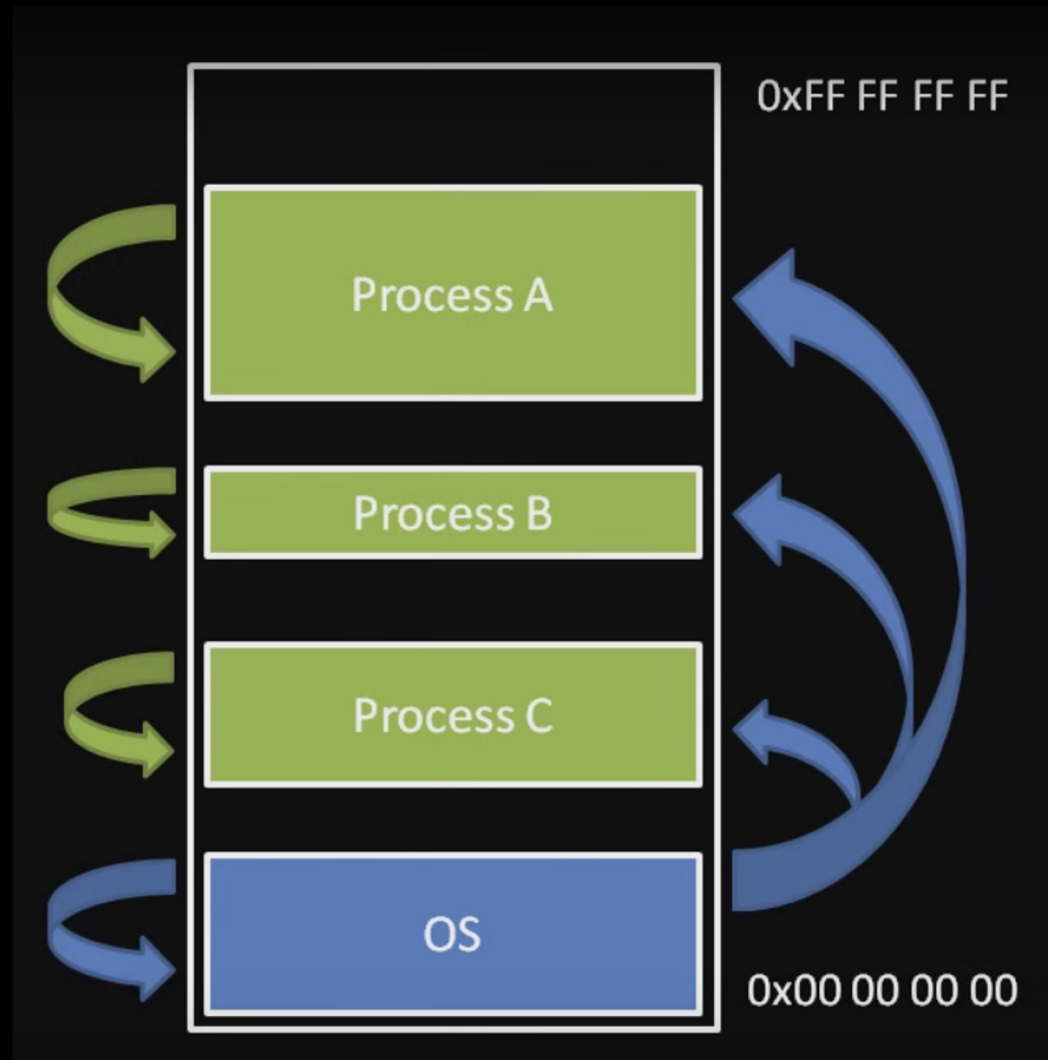 0xFF FF FF FF
Process A
Process B
Process C
OS
0x00 00 00 00